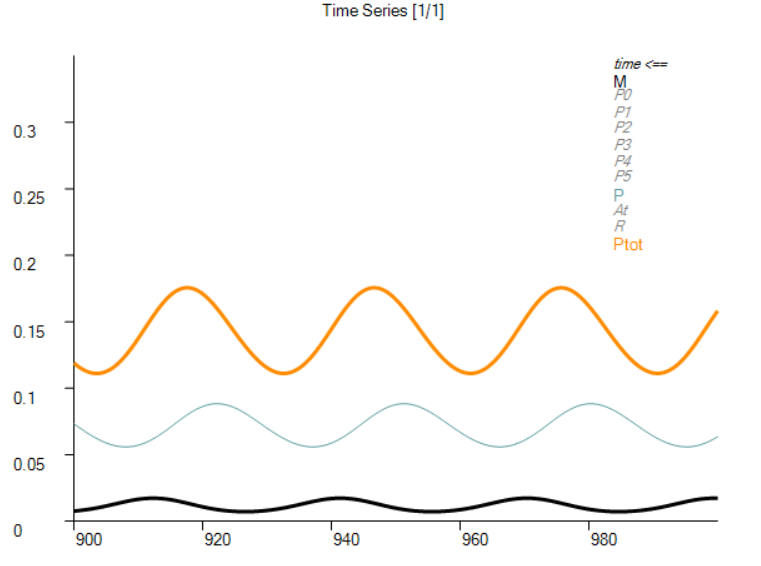 Time Series [1/1]
time <==
M
P0
P1
P2
P3
P4
P5
P
At
R
Ptot
0.3
0.25
0.2
0.15
0.1
0.05
0
900 920 940 960 980